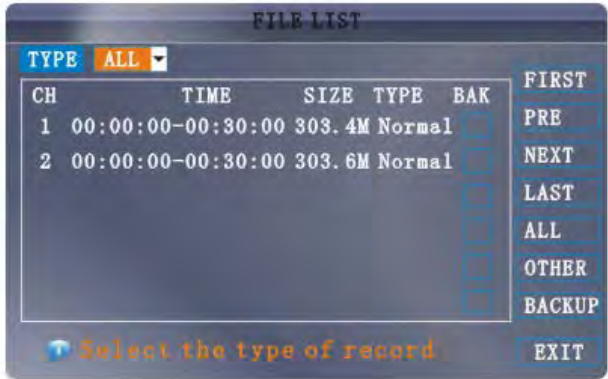 FILE LIST
TYPE ALL
CH TIME SIZE TYPE BAK
1 00:00:00-00:30:00 303.4M Normal
2 00:00:00-00:30:00 303.6M Normal
FIRST
PRE
NEXT
LAST
ALL
OTHER
BACKUP
Select the type of record
EXIT